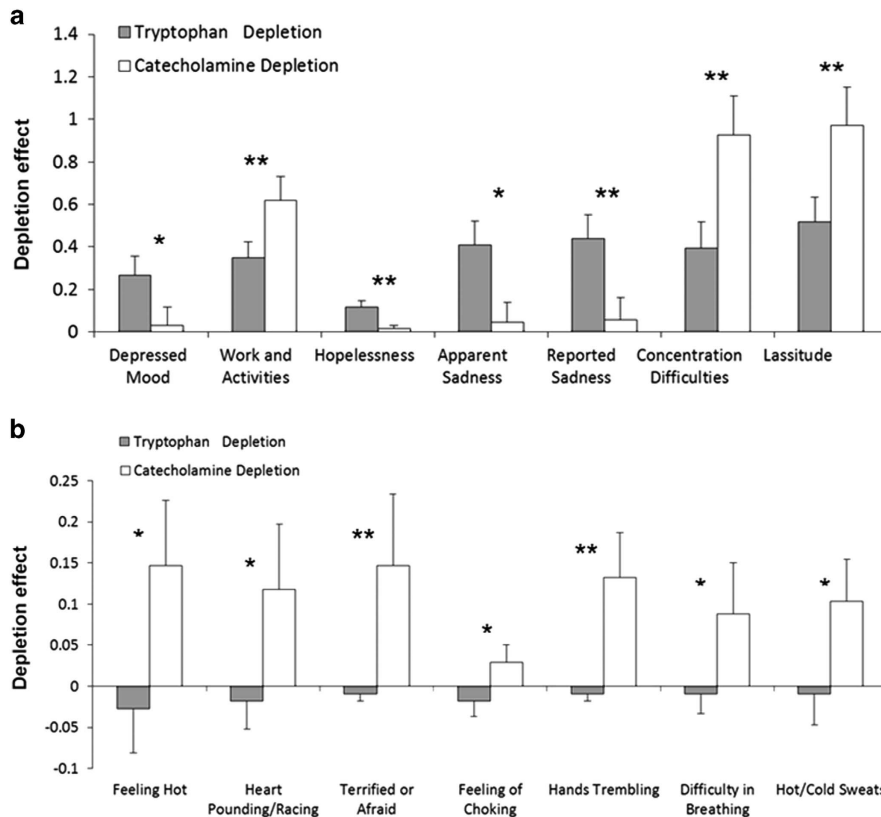 a
1.4
Tryptophan Depletion
Catecholamine Depletion
1.2
1
0.8
0.6
0.4
0.2
0
Depletion effect
*
**
**
*
**
**
**
Depressed Mood
Work and Activities
Hopelessness
Apparent Sadness
Reported Sadness
Concentration Difficulties
Lassitude
b
Tryptophan Depletion
Catecholamine Depletion
0.25
0.2
0.15
0.1
0.05
0
-0.05
-0.1
Depletion effect
*
*
**
*
**
*
*
Feeling Hot
Heart Pounding/Racing
Terrified or Afraid
Feeling of Choking
Hands Trembling
Difficulty in Breathing
Hot/Cold Sweats